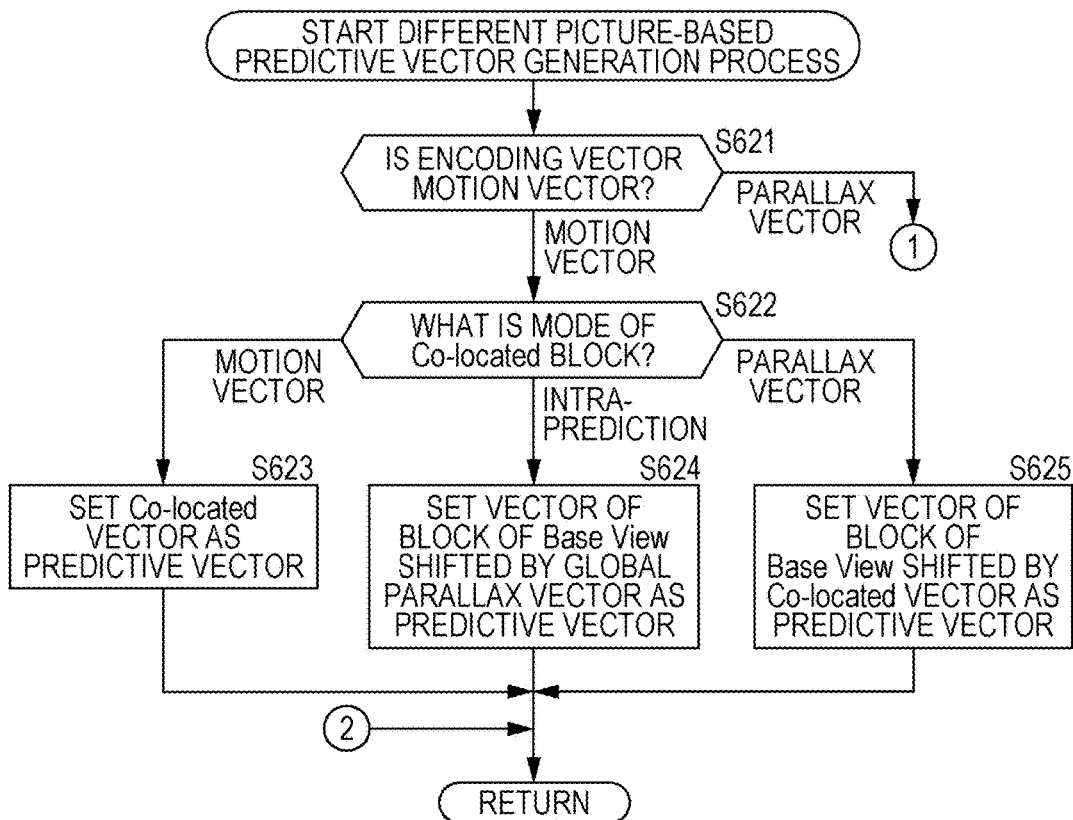 START DIFFERENT PICTURE-BASED
PREDICTIVE VECTOR GENERATION PROCESS
S621
IS ENCODING VECTOR
MOTION VECTOR?
PARALLAX
VECTOR
1
MOTION
VECTOR
S622
WHAT IS MODE OF
Co-located BLOCK?
MOTION
VECTOR
INTRA-
PREDICTION
PARALLAX
VECTOR
S623
SET Co-located
VECTOR AS
PREDICTIVE VECTOR
S624
SET VECTOR OF
BLOCK OF Base View
SHIFTED BY GLOBAL
PARALLAX VECTOR AS
PREDICTIVE VECTOR
S625
SET VECTOR OF
BLOCK OF
Base View SHIFTED BY
Co-located VECTOR AS
PREDICTIVE VECTOR
2
RETURN